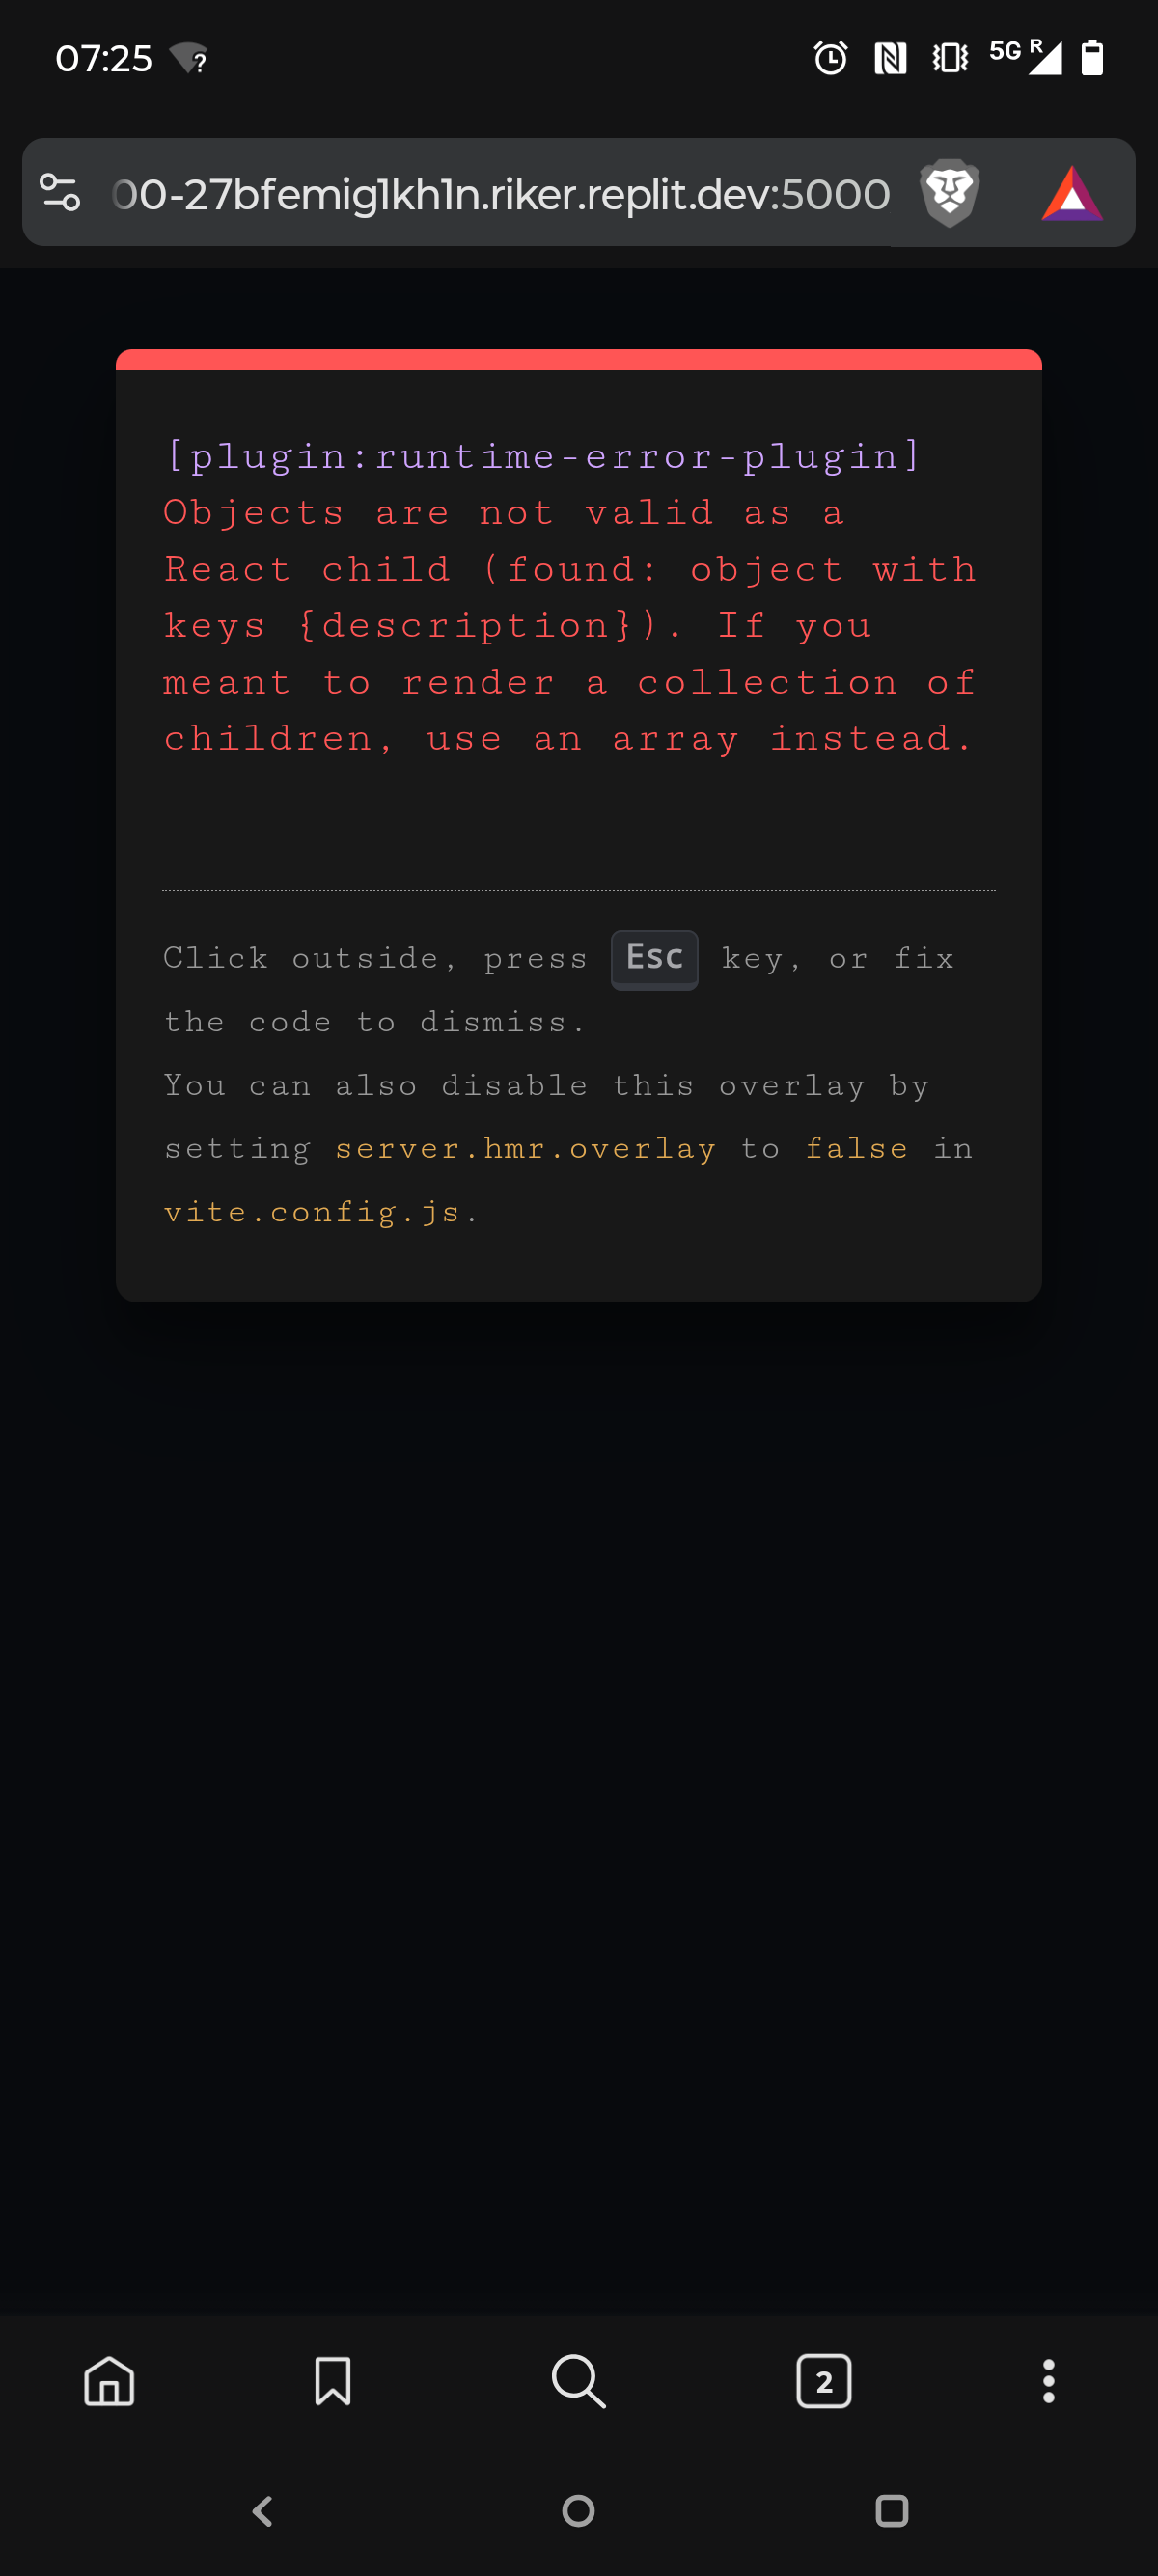 07:25
5G R
00-27bfemig1kh1n.riker.replit.dev:5000
[plugin:runtime-error-plugin]
Objects are not valid as a
React child (found: object with
keys {description}). If you
meant to render a collection of
children, use an array instead.
Click outside, press Esc key, or fix
the code to dismiss.
You can also disable this overlay by
setting server.hmr.overlay to false in
vite.config.js.
2